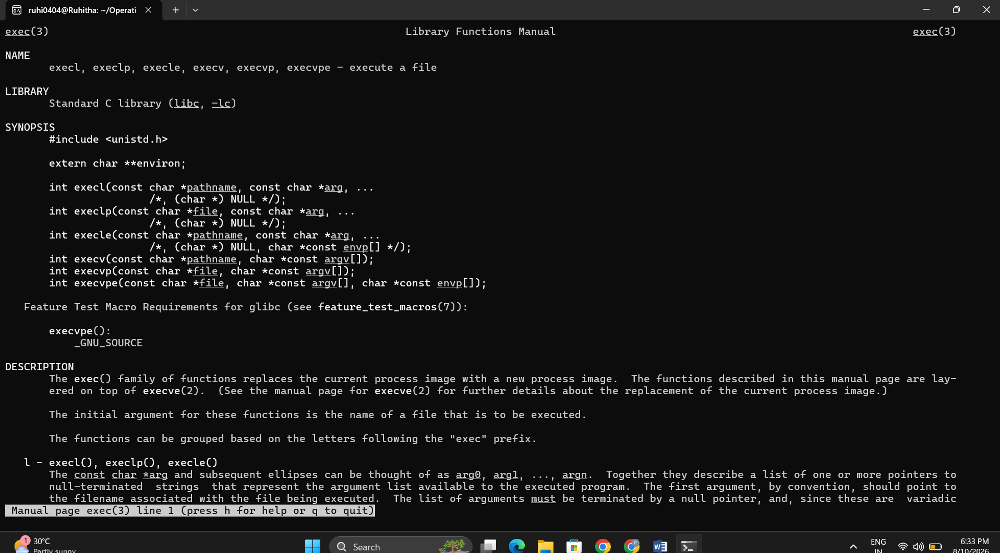 ruhi0404@Ruhitha: ~/Operati
exec(3) Library Functions Manual exec(3)
NAME
execl, execlp, execle, execv, execvp, execvpe - execute a file
LIBRARY
Standard C library (libc, -lc)
SYNOPSIS
#include <unistd.h>
extern char **environ;
int execl(const char *pathname, const char *arg, ...
/*, (char *) NULL */);
int execlp(const char *file, const char *arg, ...
/*, (char *) NULL */);
int execle(const char *pathname, const char *arg, ...
/*, (char *) NULL, char *const envp[] */);
int execv(const char *pathname, char *const argv[]);
int execvp(const char *file, char *const argv[]);
int execvpe(const char *file, char *const argv[], char *const envp[]);
Feature Test Macro Requirements for glibc (see feature_test_macros(7)):
execvpe():
_GNU_SOURCE
DESCRIPTION
The exec() family of functions replaces the current process image with a new process image.  The functions described in this manual page are lay-
ered on top of execve(2).  (See the manual page for execve(2) for further details about the replacement of the current process image.)
The initial argument for these functions is the name of a file that is to be executed.
The functions can be grouped based on the letters following the "exec" prefix.
l - execl(), execlp(), execle()
The const char *arg and subsequent ellipses can be thought of as arg0, arg1, ..., argn.  Together they describe a list of one or more pointers to
null-terminated  strings  that represent the argument list available to the executed program.  The first argument, by convention, should point to
the filename associated with the file being executed.  The list of arguments must be terminated by a null pointer, and, since these are  variadic
Manual page exec(3) line 1 (press h for help or q to quit)
1
30°C
Partly sunny
Search
P
W
ENG
IN
6:33 PM
8/10/2026